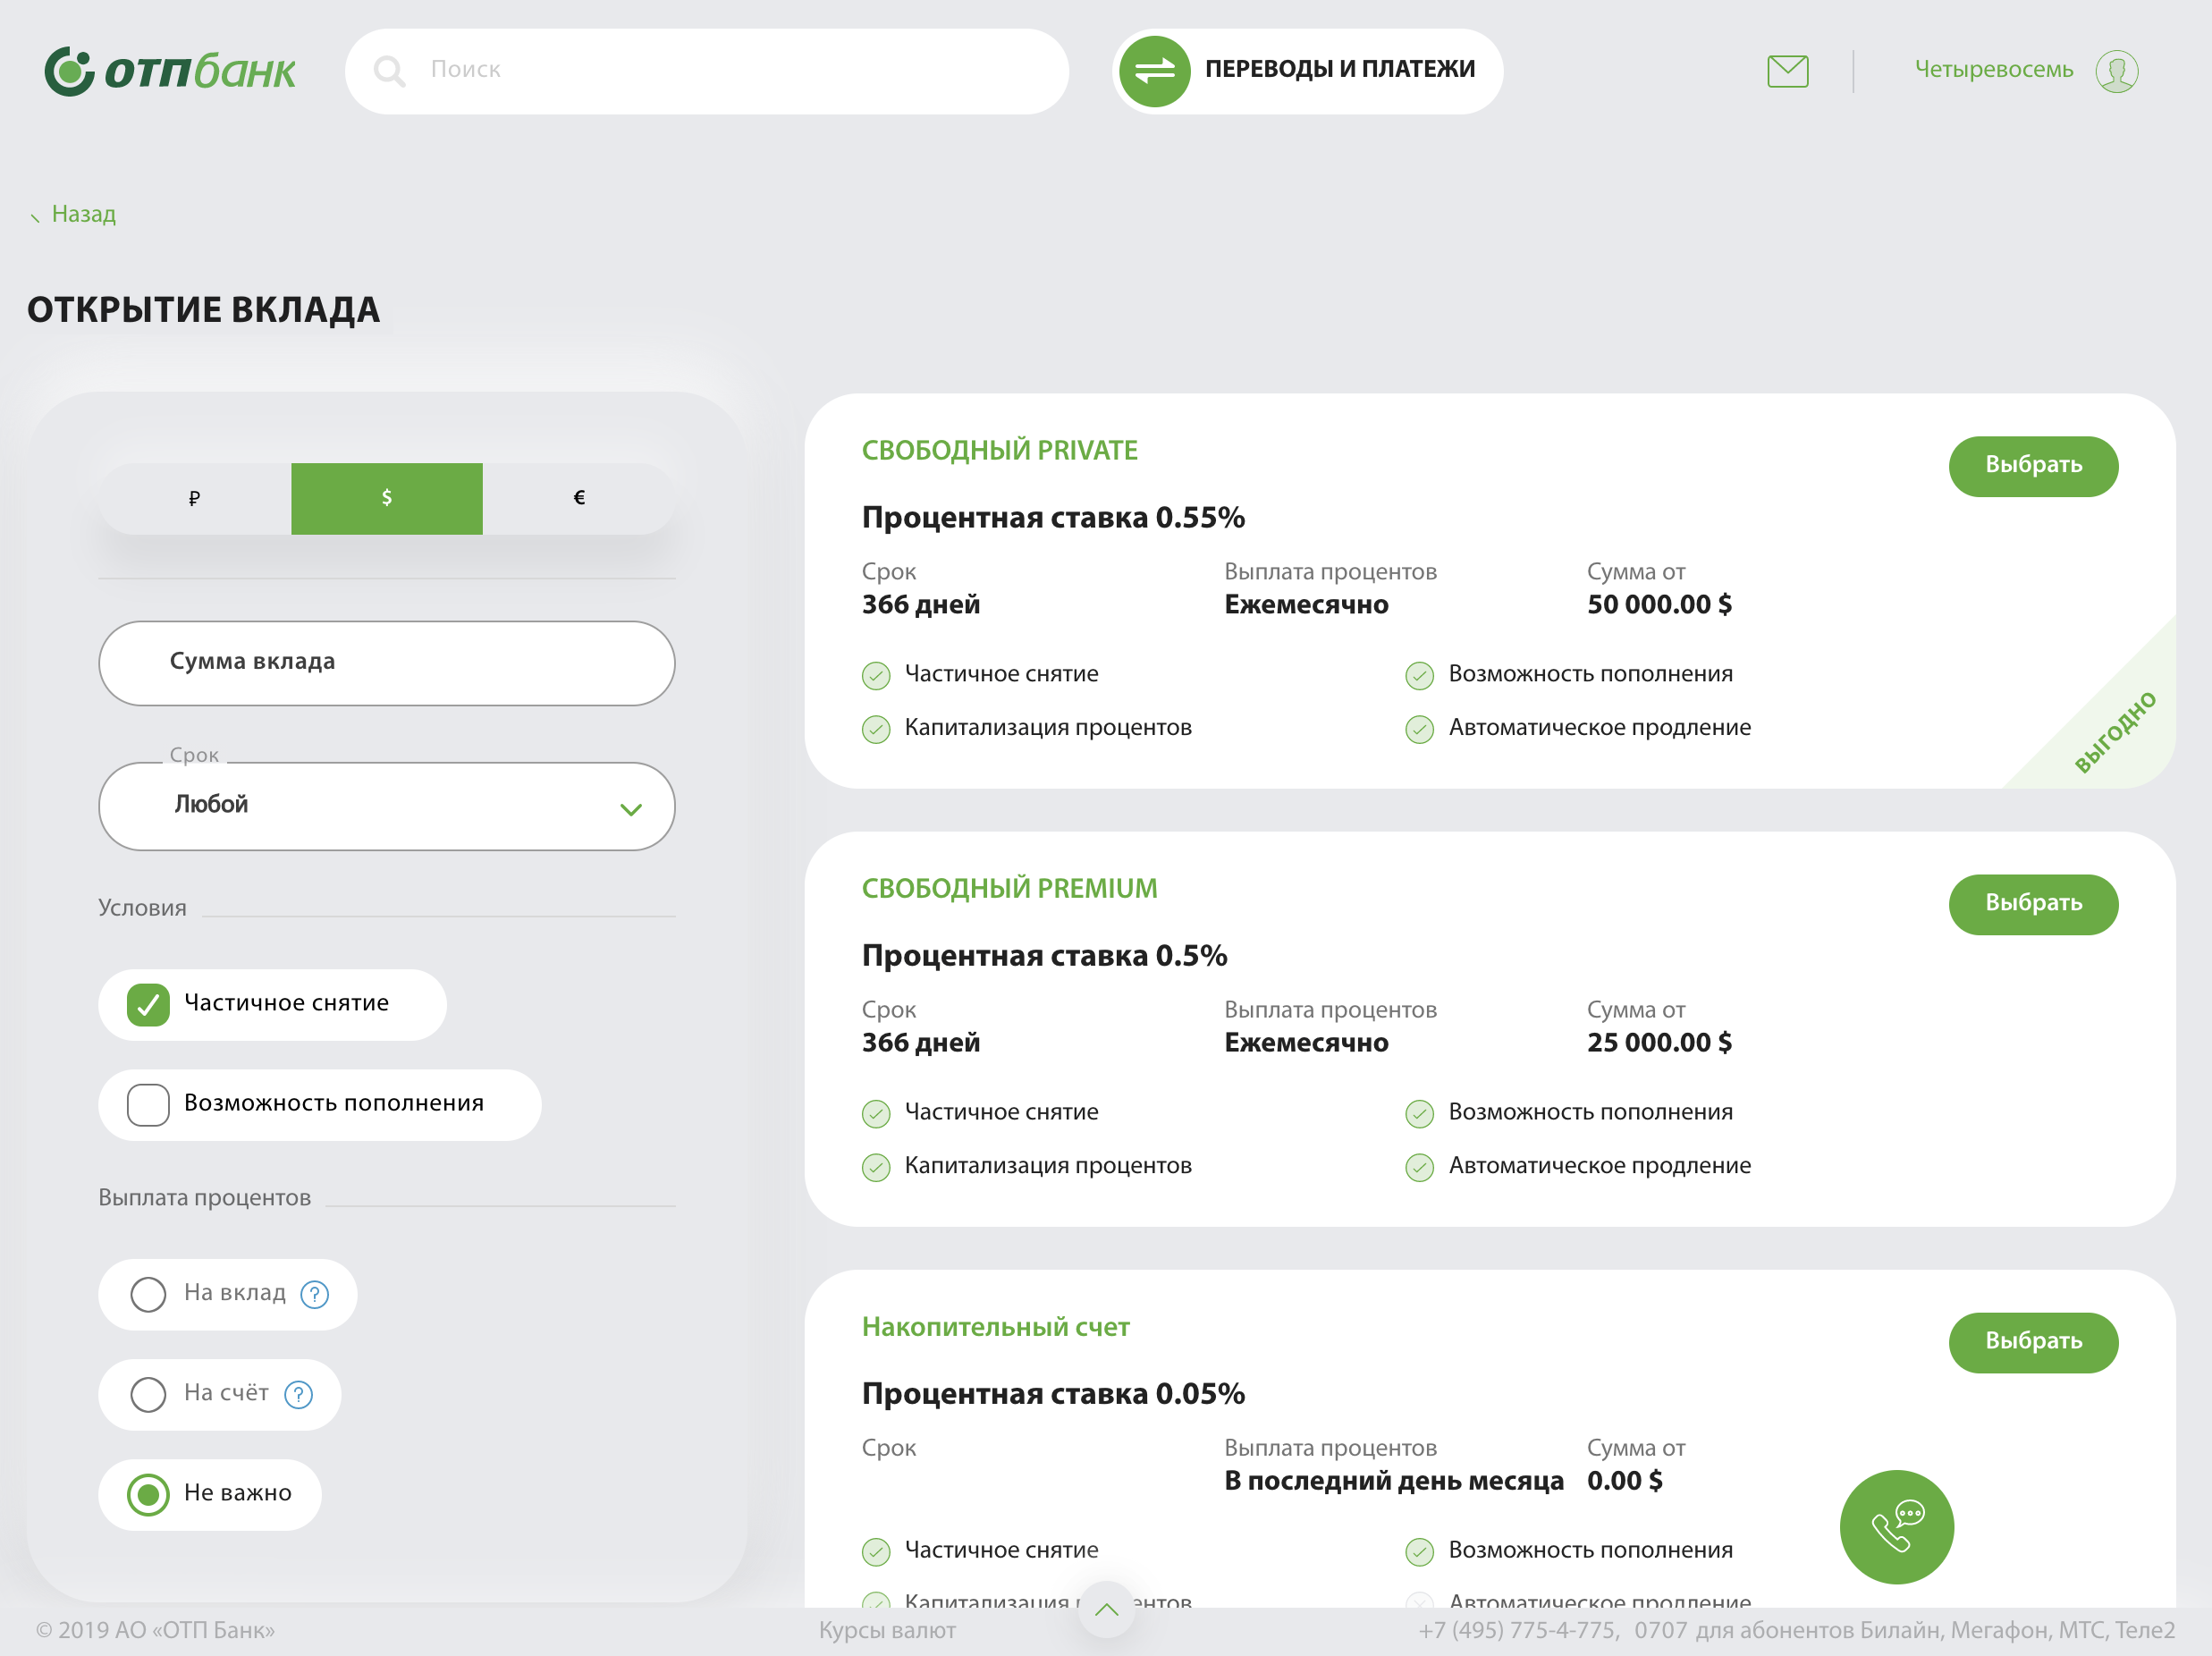 отпбанк
Поиск
ПЕРЕВОДЫ И ПЛАТЕЖИ
Четыревосемь
Назад
ОТКРЫТИЕ ВКЛАДА
₽
$
€
Сумма вклада
Срок
Любой
Условия
Частичное снятие
Возможность пополнения
Выплата процентов
На вклад ?
На счёт ?
Не важно
СВОБОДНЫЙ PRIVATE
Выбрать
Процентная ставка 0.55%
Срок Выплата процентов Сумма от
366 дней Ежемесячно 50 000.00 $
Частичное снятие Возможность пополнения
Капитализация процентов Автоматическое продление
ВЫГОДНО
СВОБОДНЫЙ PREMIUM
Выбрать
Процентная ставка 0.5%
Срок Выплата процентов Сумма от
366 дней Ежемесячно 25 000.00 $
Частичное снятие Возможность пополнения
Капитализация процентов Автоматическое продление
Накопительный счет
Выбрать
Процентная ставка 0.05%
Срок Выплата процентов Сумма от
В последний день месяца 0.00 $
Частичное снятие Возможность пополнения
Капитализация процентов Автоматическое продление
© 2019 АО «ОТП Банк» Курсы валют +7 (495) 775-4-775, 0707 для абонентов Билайн, Мегафон, МТС, Теле2